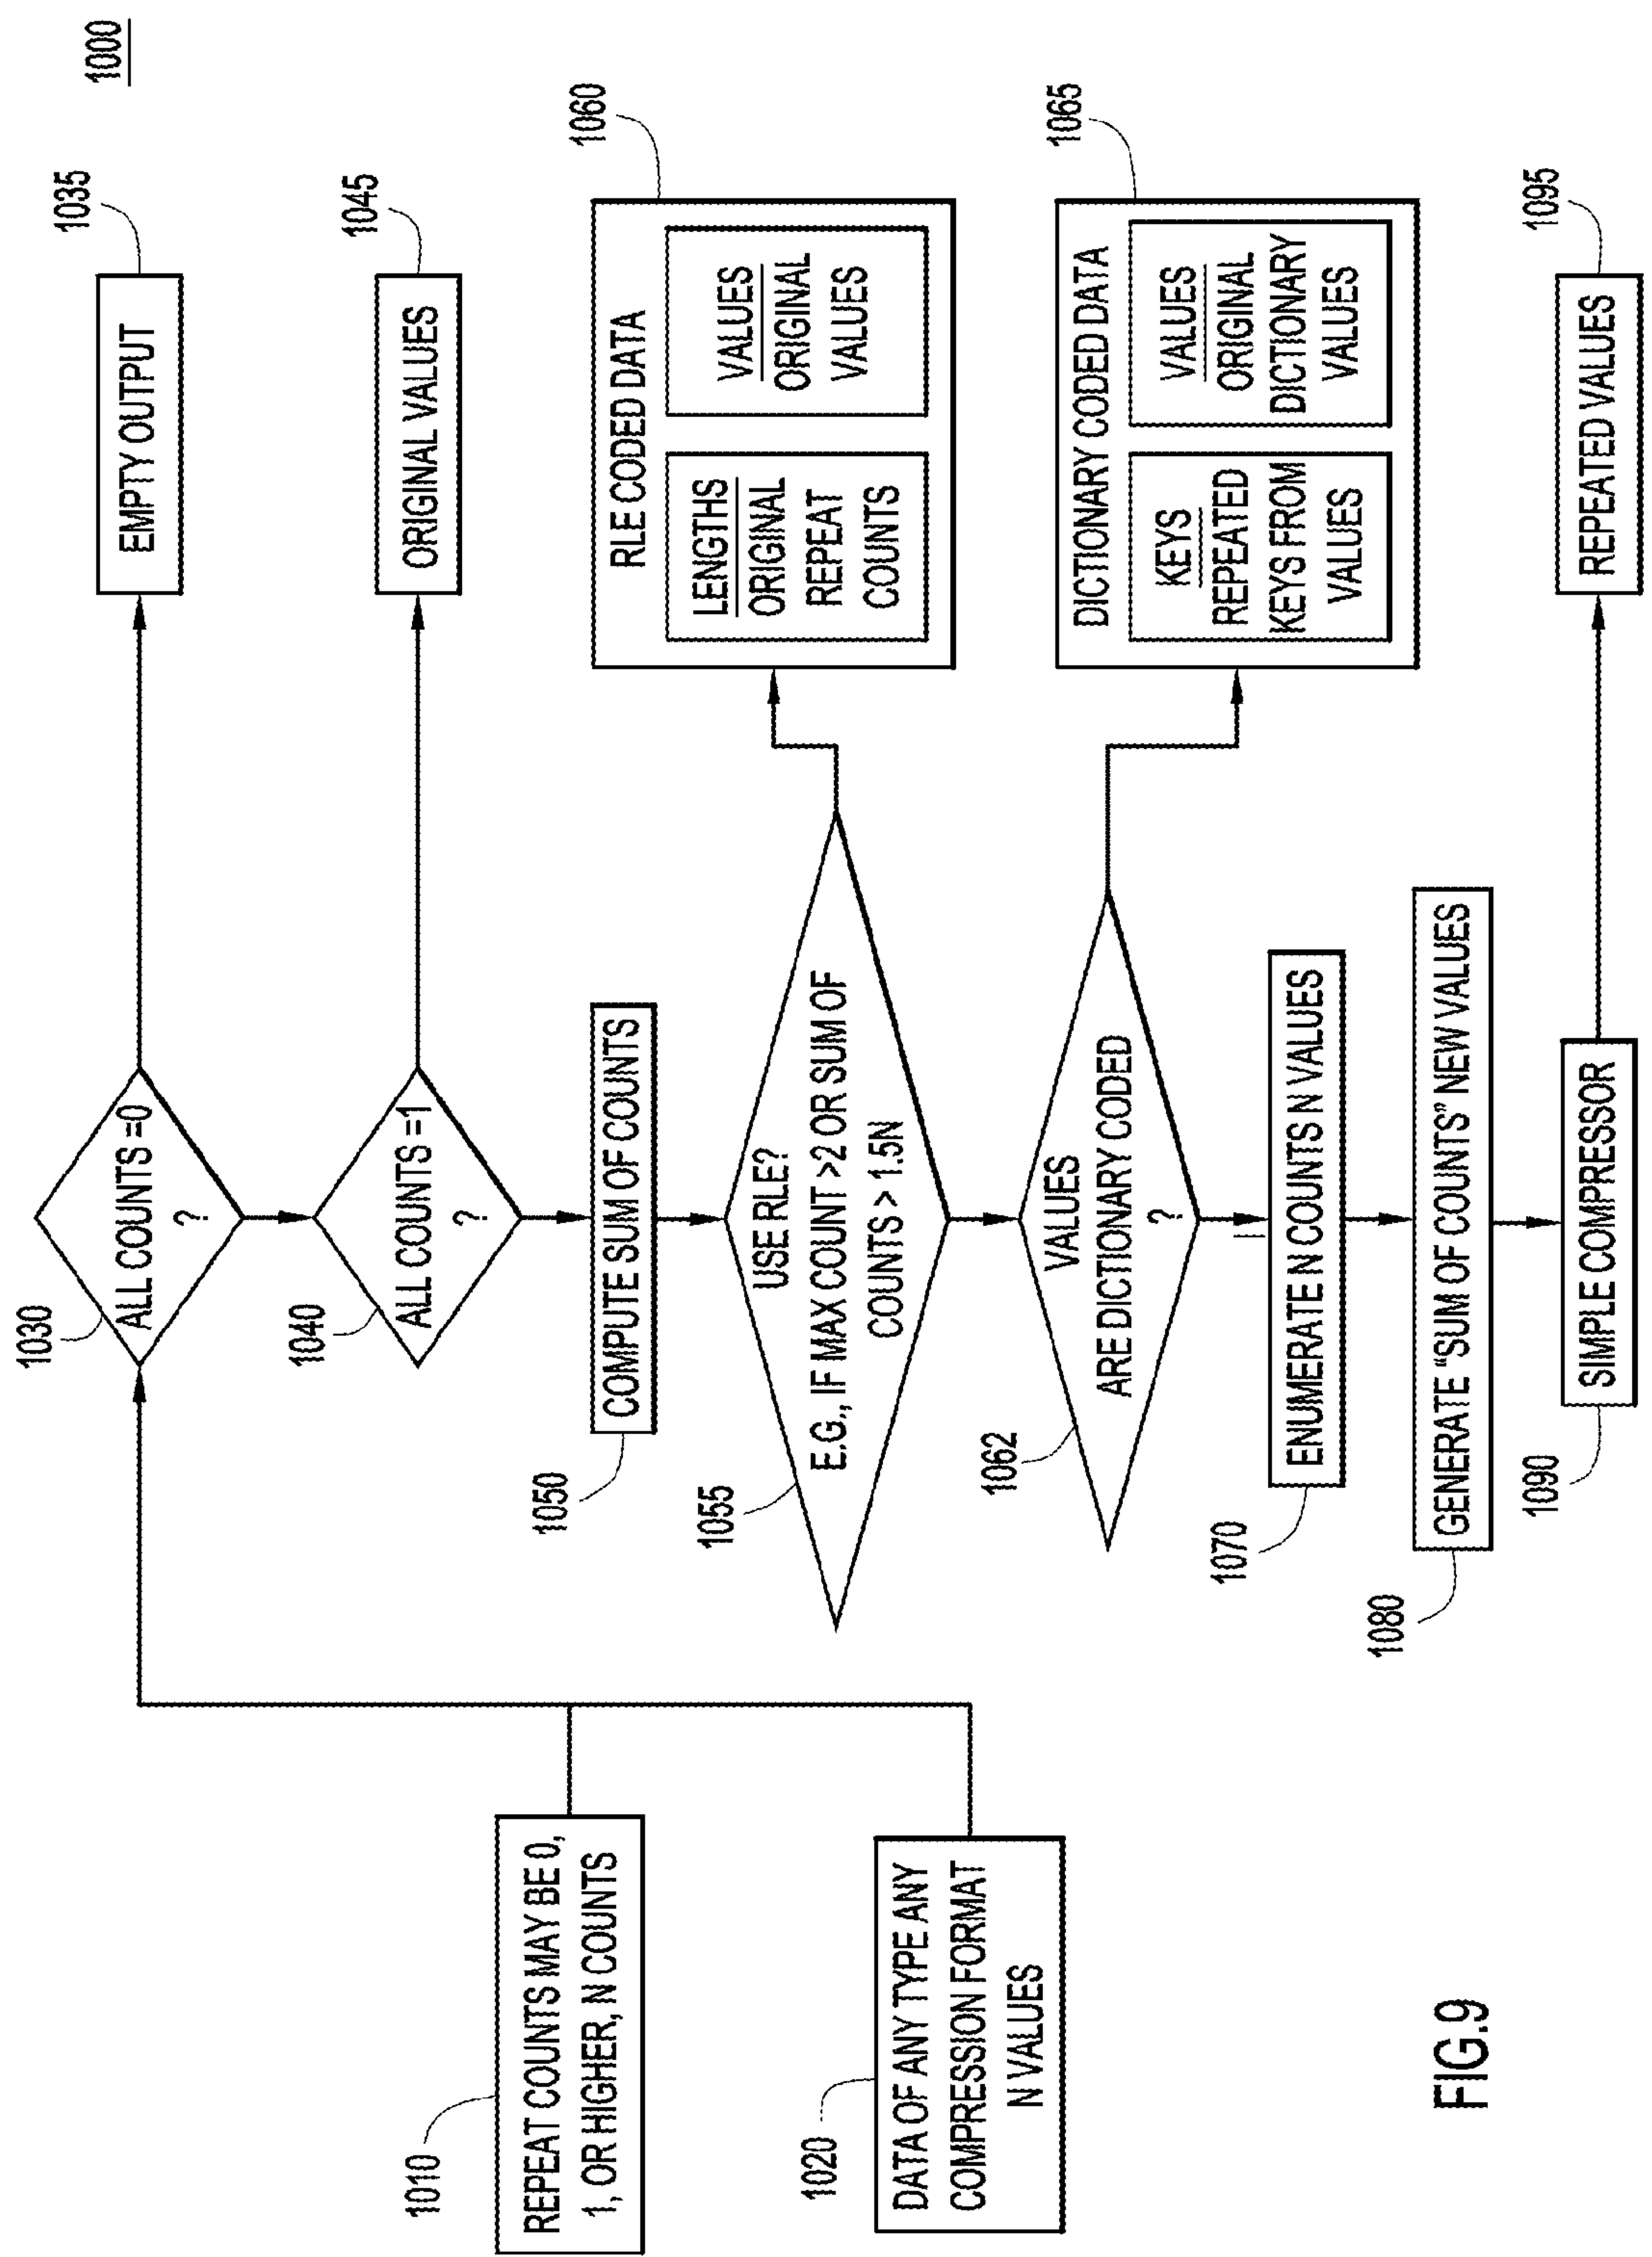 1000
1010
REPEAT COUNTS MAY BE 0,
1, OR HIGHER, N COUNTS
1020
DATA OF ANY TYPE ANY
COMPRESSION FORMAT
N VALUES
1030
ALL COUNTS =0
?
1035
EMPTY OUTPUT
1040
ALL COUNTS =1
?
1045
ORIGINAL VALUES
1050
COMPUTE SUM OF COUNTS
1055
USE RLE?
E.G., IF MAX COUNT >2 OR SUM OF
COUNTS > 1.5N
1060
RLE CODED DATA
LENGTHS
ORIGINAL
REPEAT
COUNTS
VALUES
ORIGINAL
VALUES
1062
VALUES
ARE DICTIONARY CODED
?
1065
DICTIONARY CODED DATA
KEYS
REPEATED
KEYS FROM
VALUES
VALUES
ORIGINAL
DICTIONARY
VALUES
1070
ENUMERATE N COUNTS N VALUES
1080
GENERATE “SUM OF COUNTS” NEW VALUES
1090
SIMPLE COMPRESSOR
1095
REPEATED VALUES
FIG.9